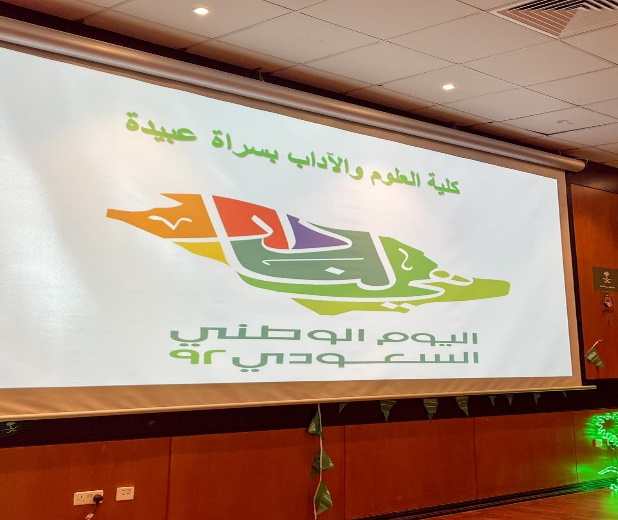 كلية العلوم والآداب بسراة عبيدة
هي لنا دار
اليوم الوطني
السعودي ٩٢